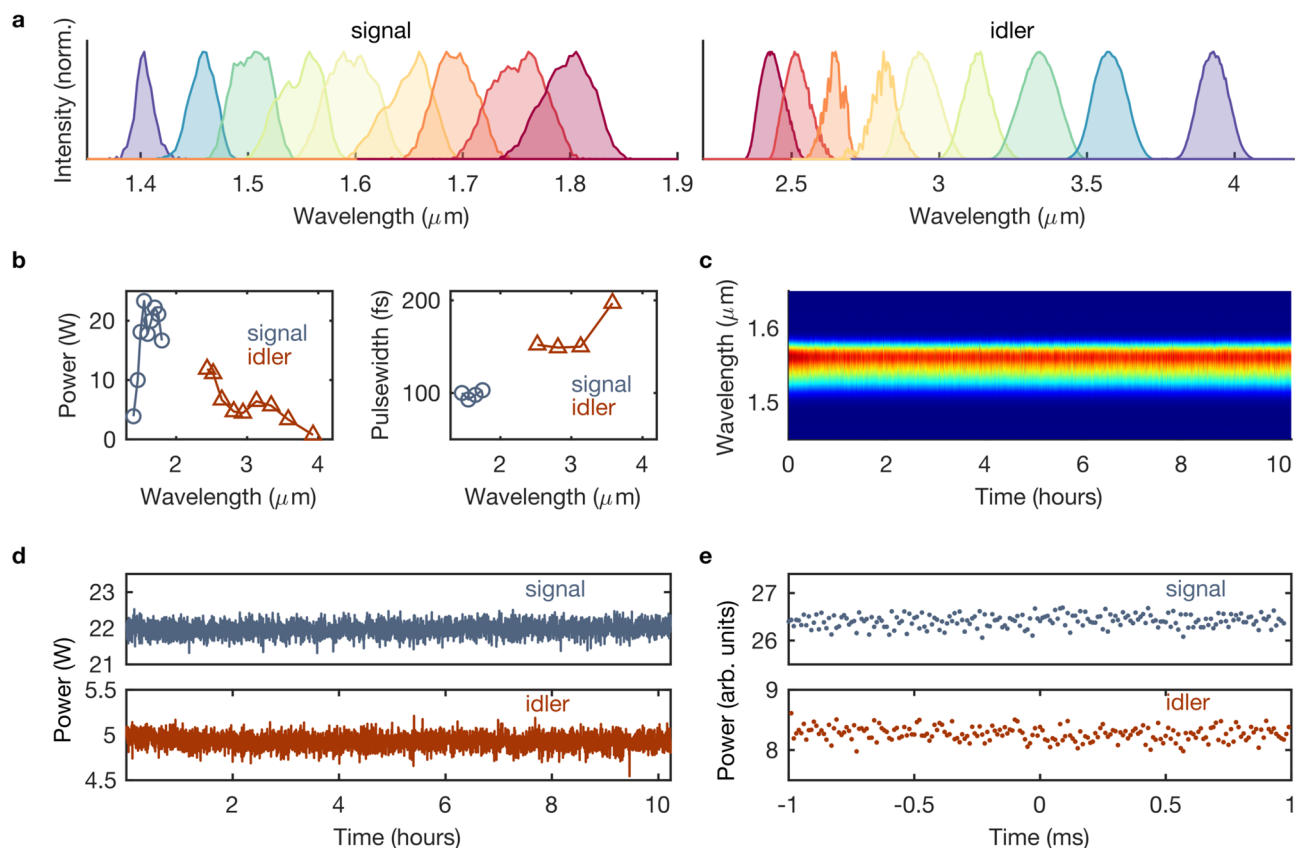 a
signal
idler
Intensity (norm.)
1.4 1.5 1.6 1.7 1.8 1.9
2.5 3 3.5 4
Wavelength (μm)
Wavelength (μm)
b
Power (W)
20
10
0
signal
idler
2 3 4
Wavelength (μm)
Pulsewidth (fs)
200
100
signal
idler
2 3 4
Wavelength (μm)
c
Wavelength (μm)
1.6
1.5
0 2 4 6 8 10
Time (hours)
d
Power (W)
23
22
21
signal
5.5
5
4.5
idler
2 4 6 8 10
Time (hours)
e
Power (arb. units)
27
26
signal
9
8
idler
-1 -0.5 0 0.5 1
Time (ms)